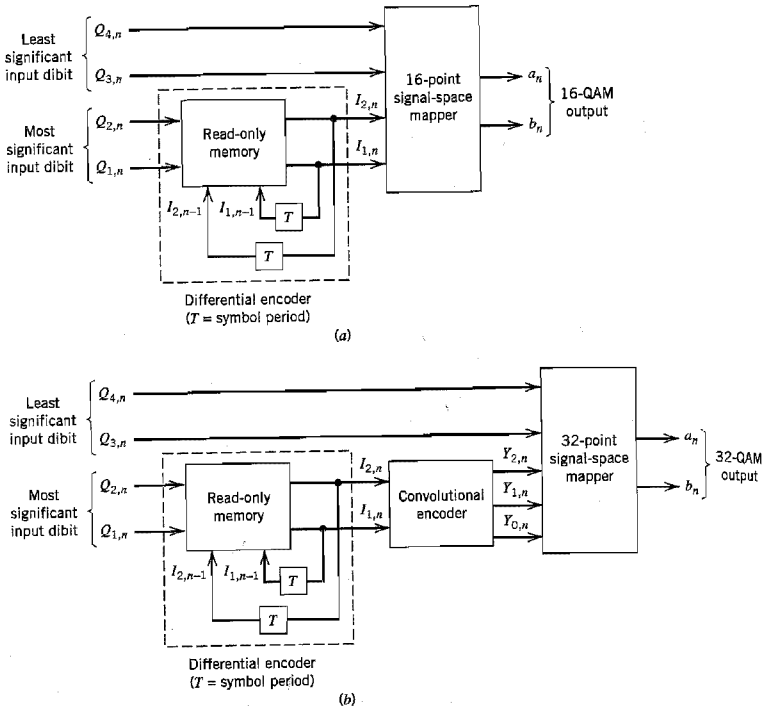 Least
significant
input dibit
Q4,n
Q3,n
Most
significant
input dibit
Q2,n
Q1,n
Read-only
memory
I2,n
I1,n
I2,n−1
I1,n−1
T
T
16-point
signal-space
mapper
an
bn
16-QAM
output
Differential encoder
(T = symbol period)
(a)
Least
significant
input dibit
Q4,n
Q3,n
Most
significant
input dibit
Q2,n
Q1,n
Read-only
memory
I2,n
I1,n
I2,n−1
I1,n−1
T
T
Convolutional
encoder
Y2,n
Y1,n
Y0,n
32-point
signal-space
mapper
an
bn
32-QAM
output
Differential encoder
(T = symbol period)
(b)